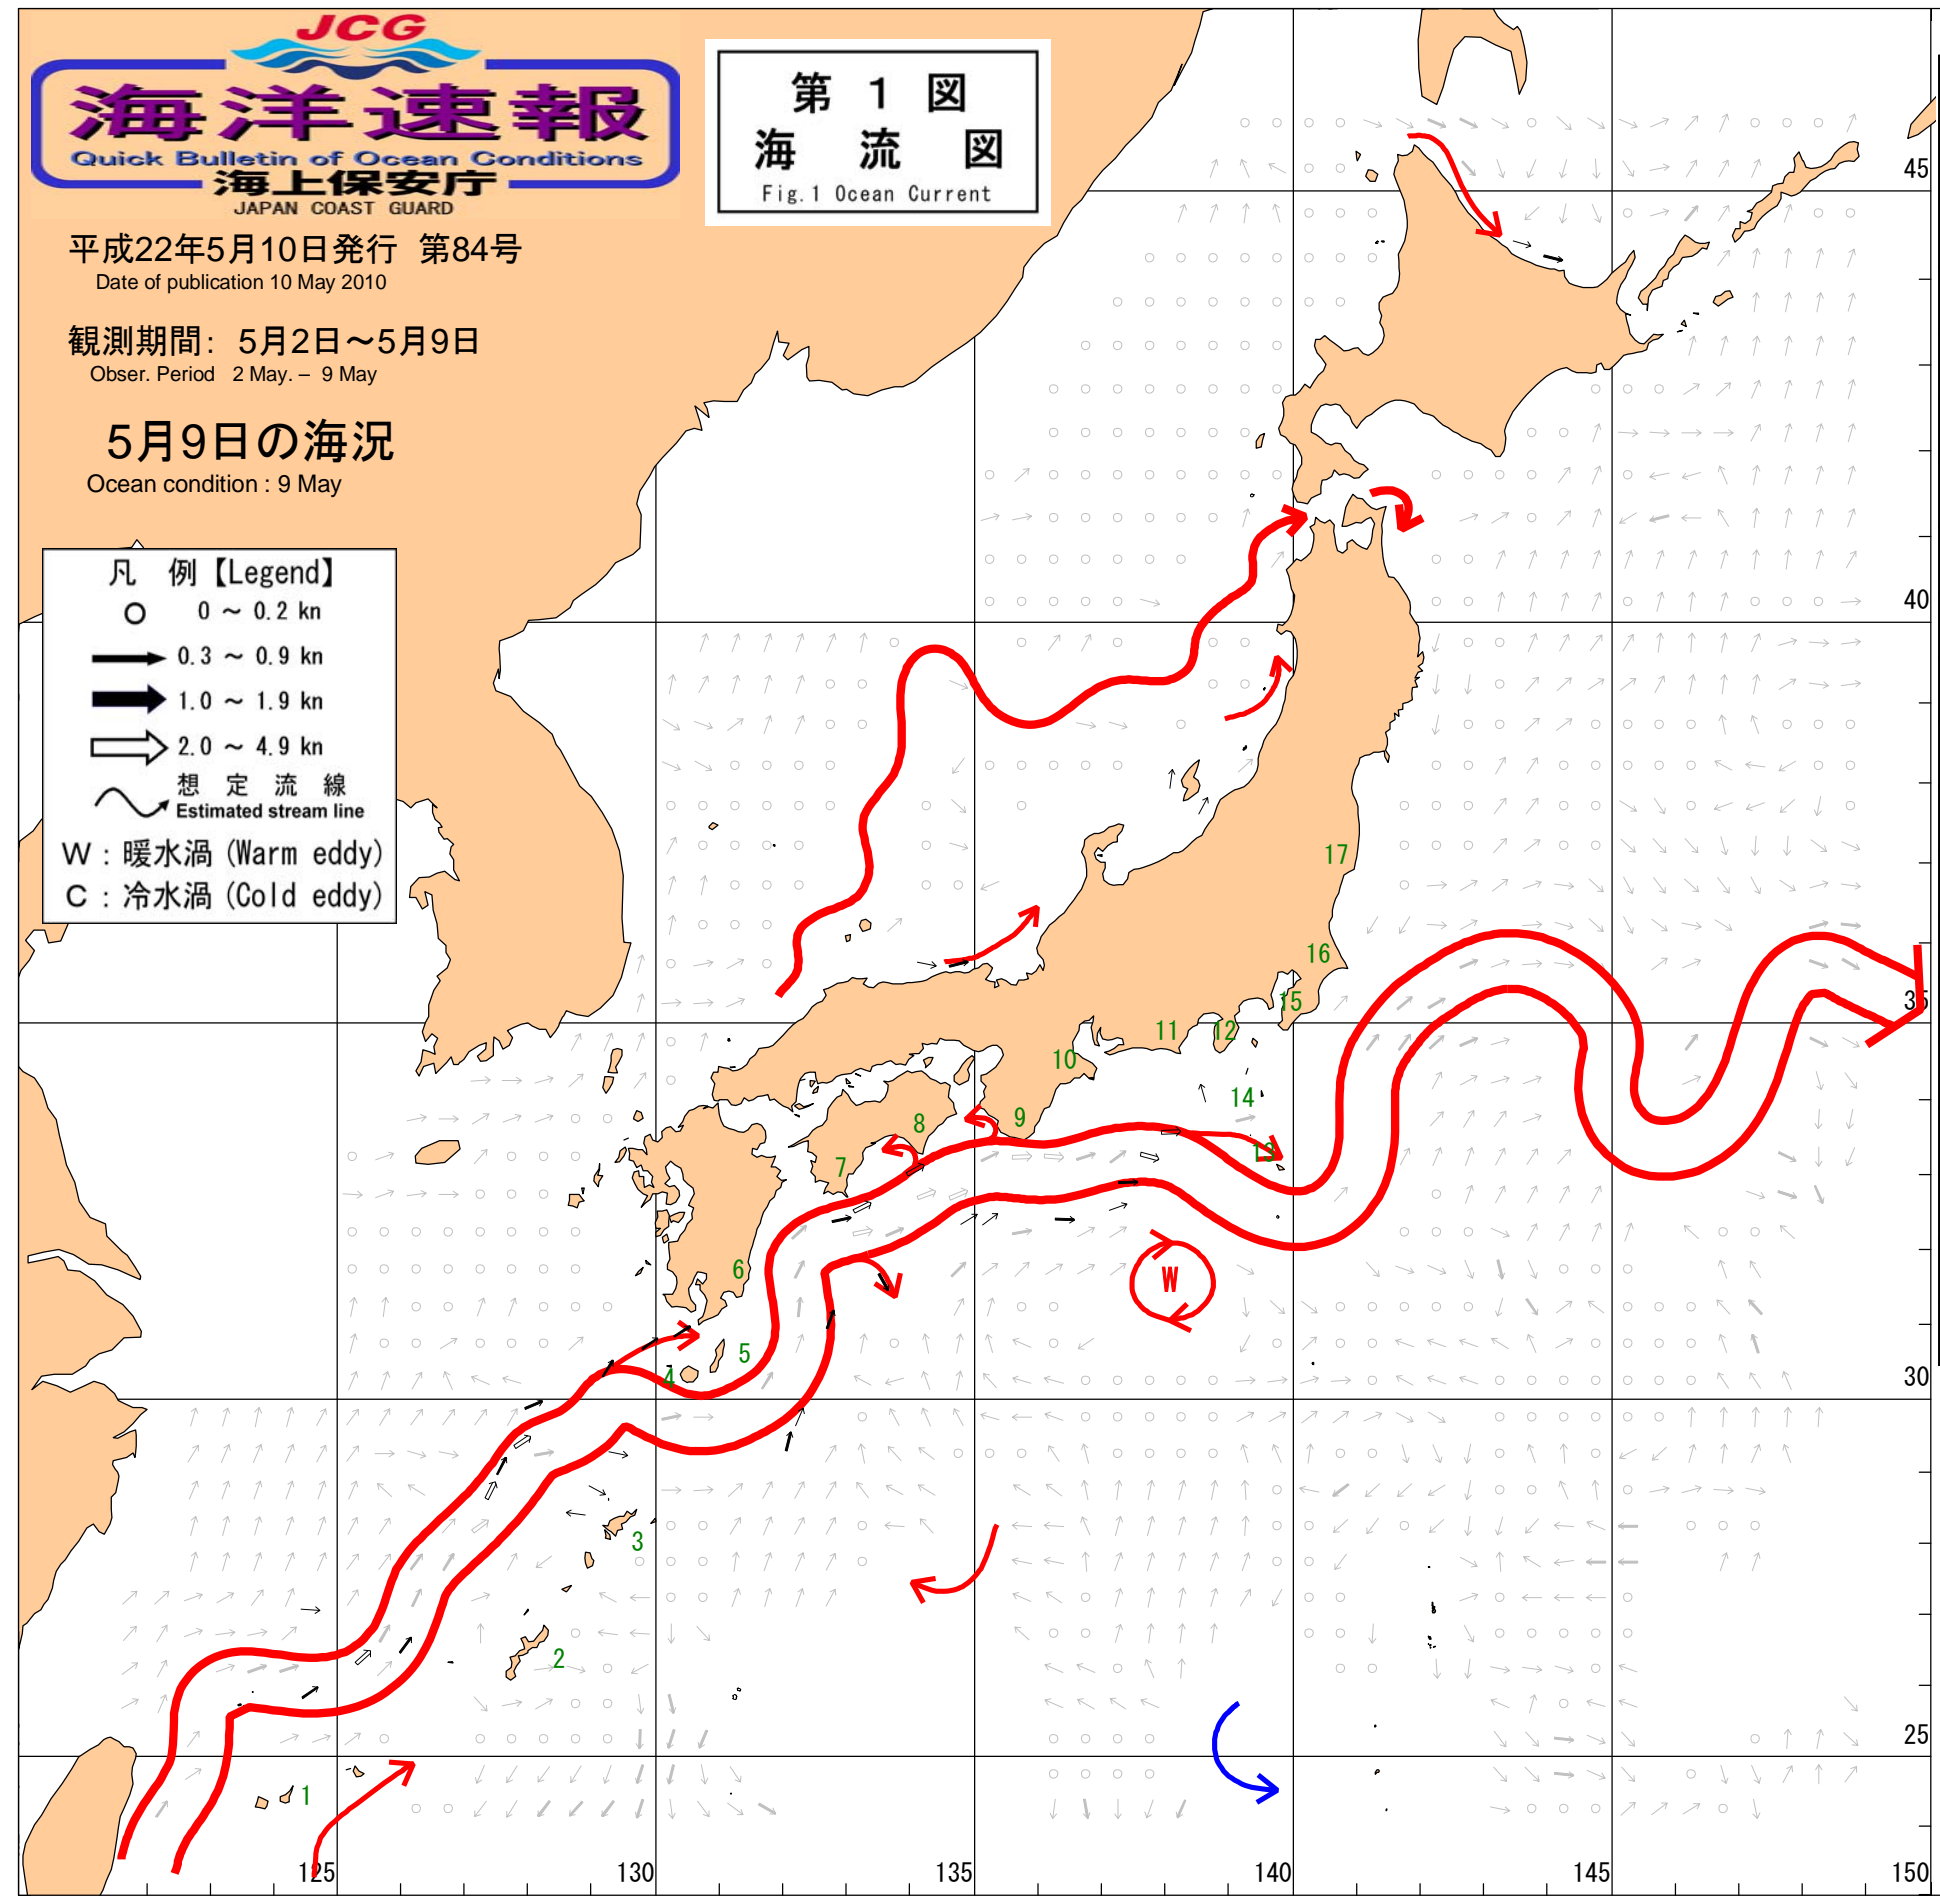 JCG
海洋速報
Quick Bulletin of Ocean Conditions
海上保安庁
JAPAN COAST GUARD
第 1 図
海 流 図
Fig.1 Ocean Current
平成22年5月10日発行 第84号
Date of publication 10 May 2010
観測期間: 5月2日～5月9日
Obser. Period 2 May. – 9 May
5月9日の海況
Ocean condition : 9 May
凡 例【Legend】
0 ～ 0.2 kn
0.3 ～ 0.9 kn
1.0 ～ 1.9 kn
2.0 ～ 4.9 kn
想 定 流 線
Estimated stream line
W : 暖水渦 (Warm eddy)
C : 冷水渦 (Cold eddy)
45
40
17
16
15
35
12
11
10
14
9
8
13
7
6
W
5
4
30
3
2
25
1
125
130
135
140
145
150